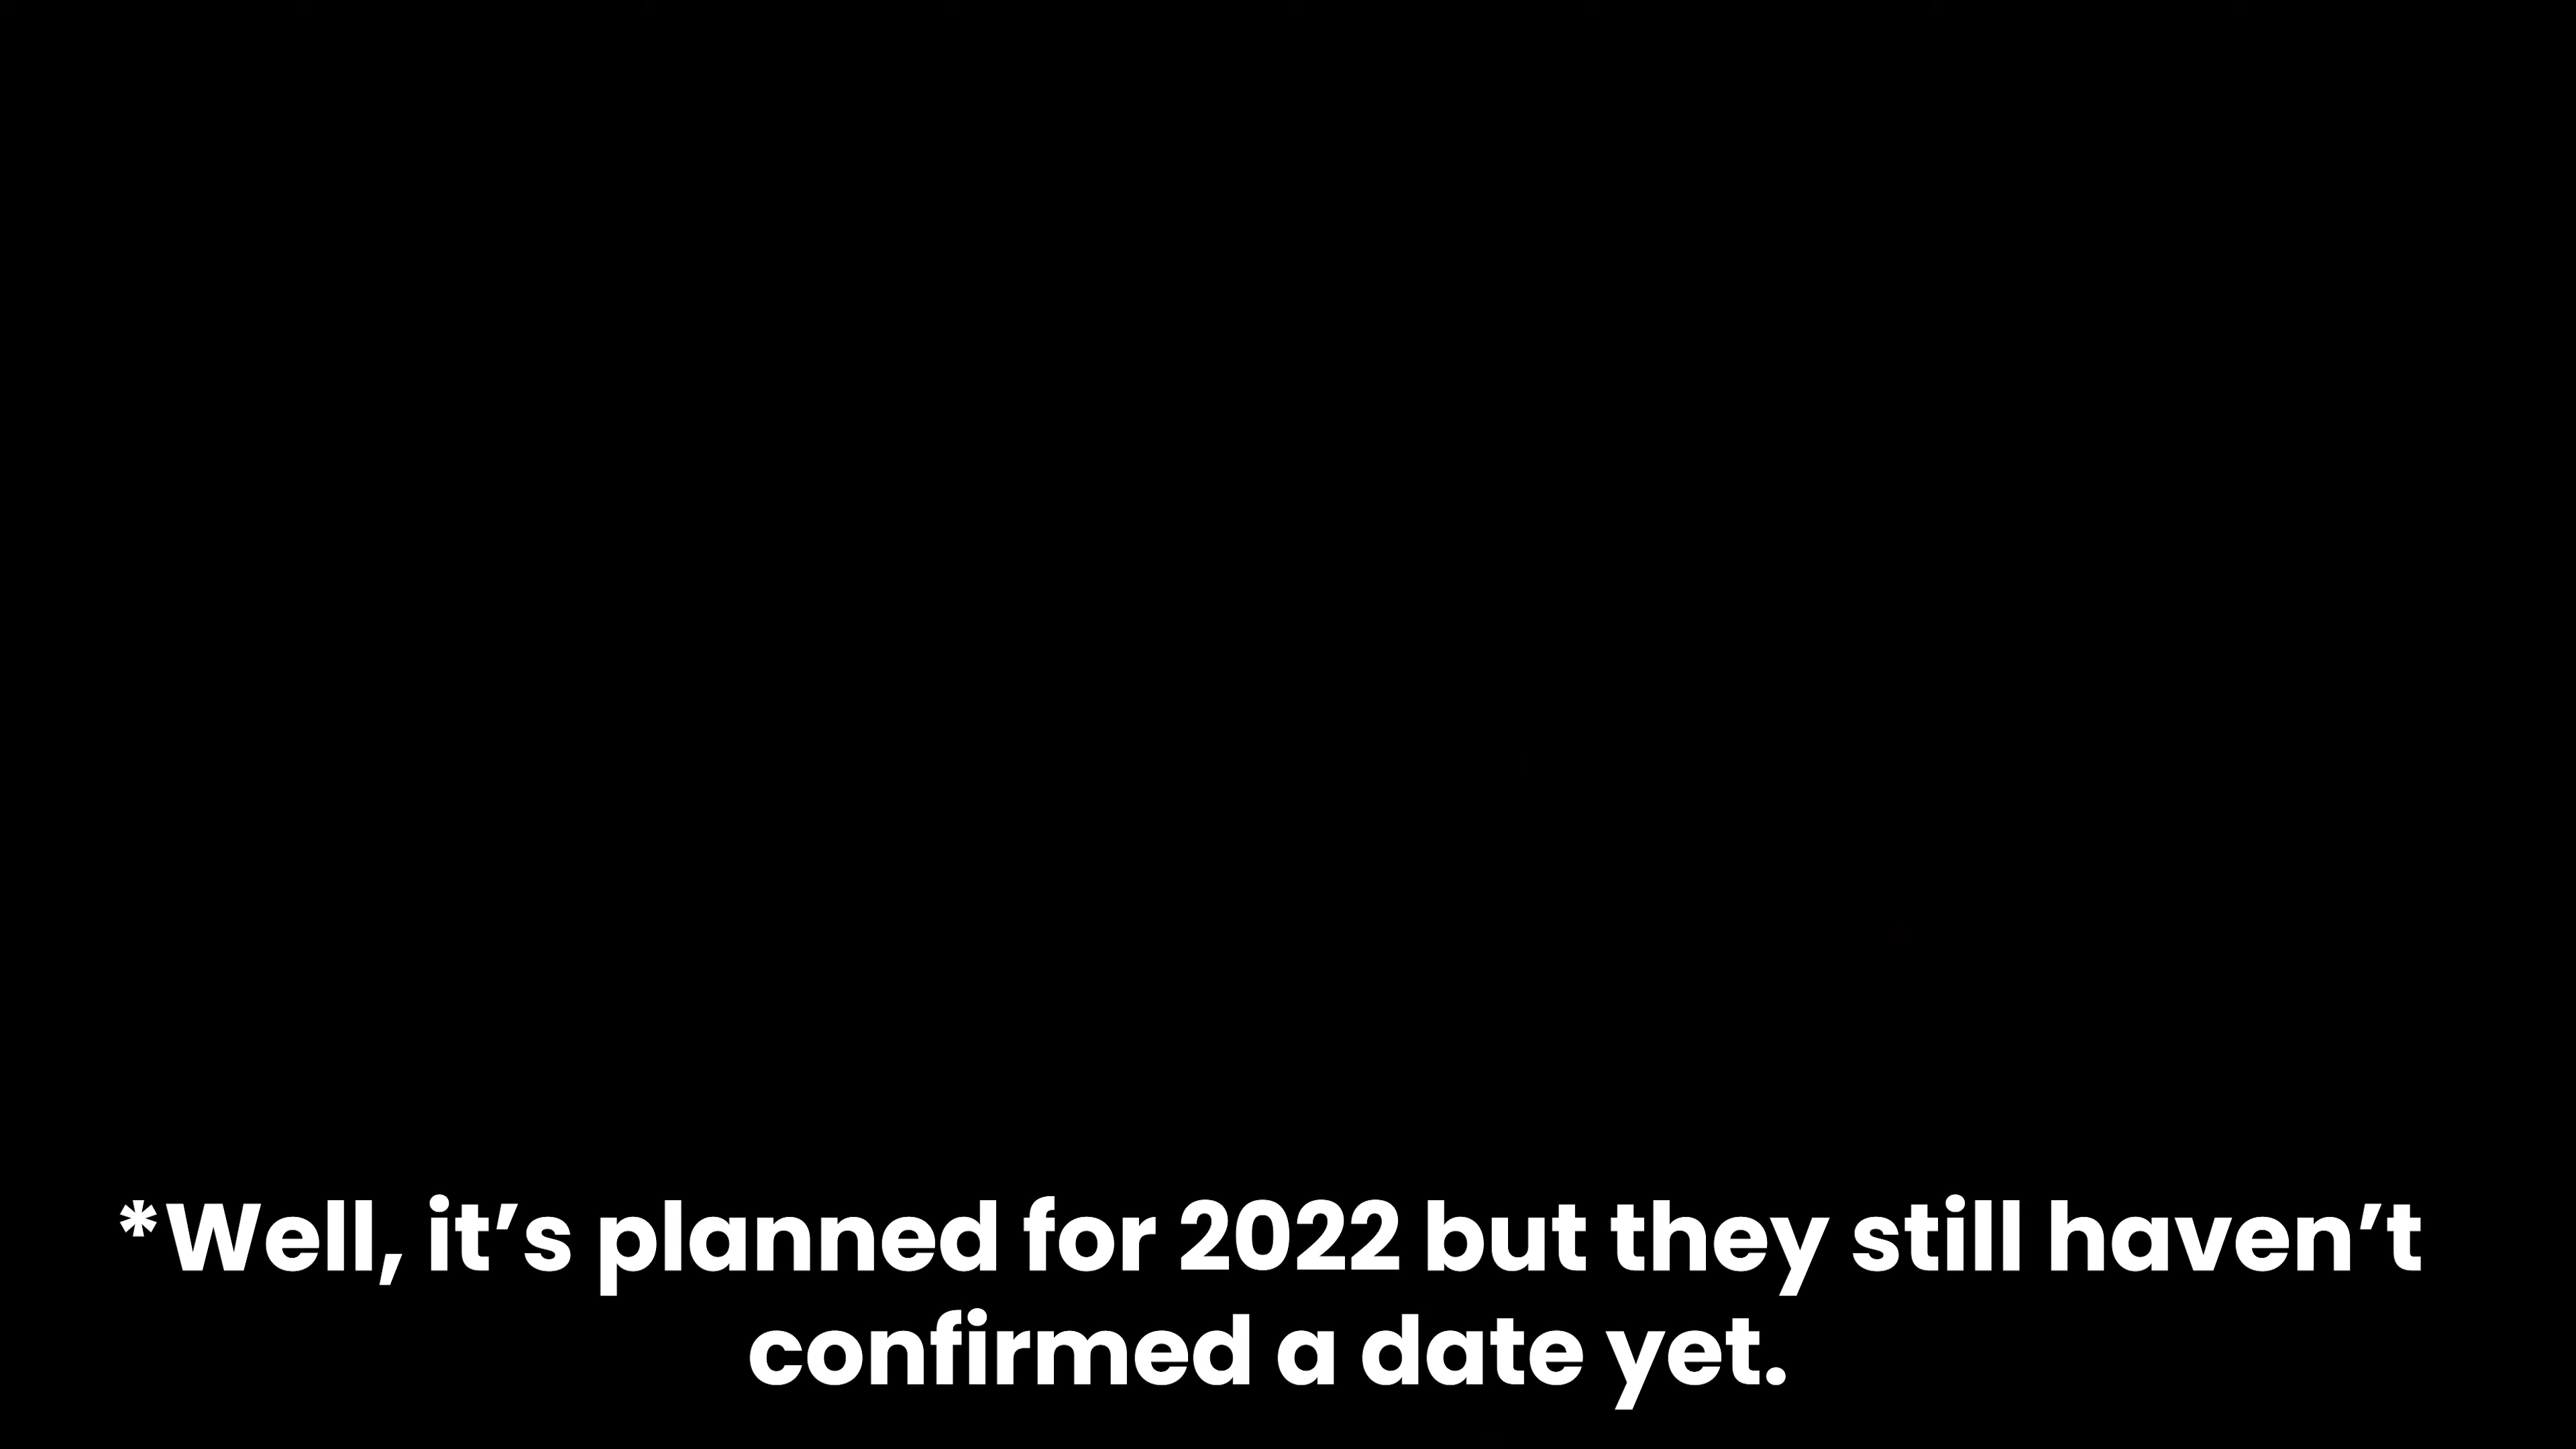 *Well, it’s planned for 2022 but they still haven’t
confirmed a date yet.